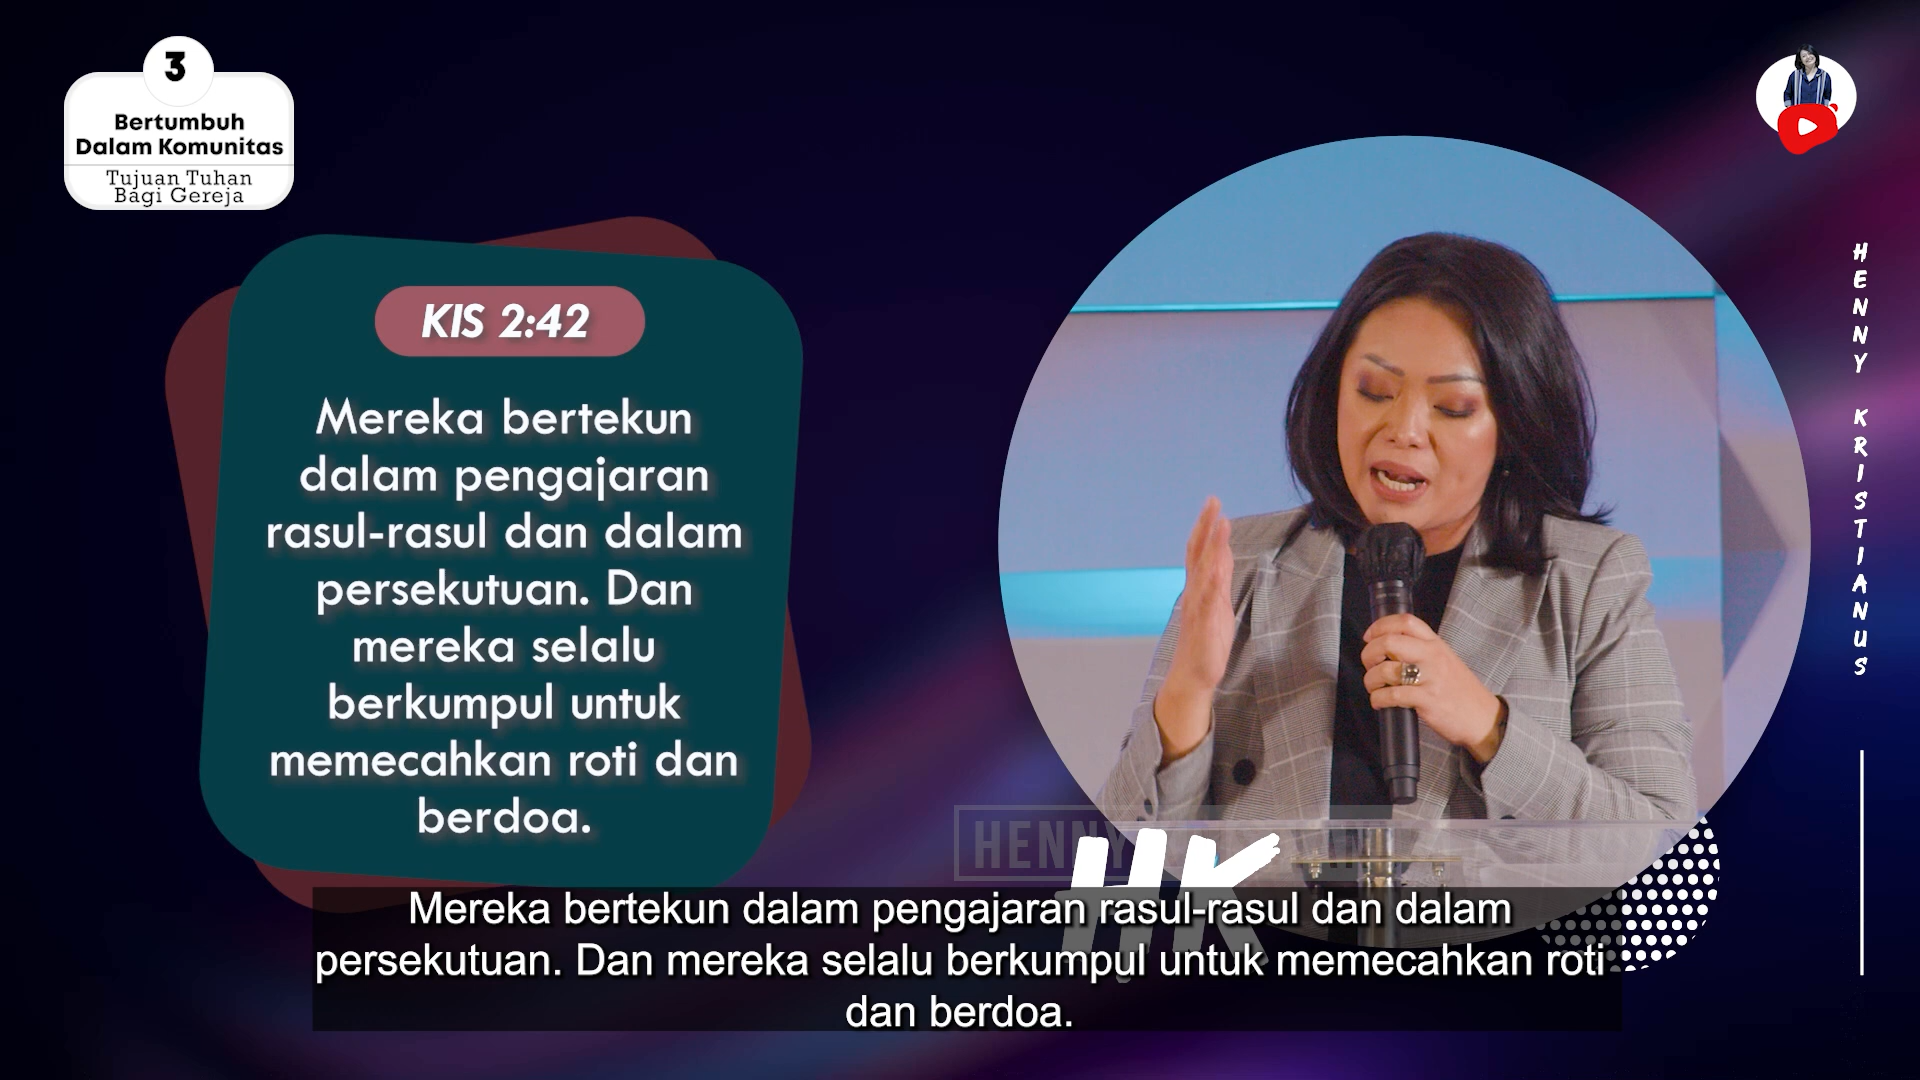 3
Bertumbuh
Dalam Komunitas
Tujuan Tuhan
Bagi Gereja
KIS 2:42
Mereka bertekun
dalam pengajaran
rasul-rasul dan dalam
persekutuan. Dan
mereka selalu
berkumpul untuk
memecahkan roti dan
berdoa.
HENNY KRISTIANUS
HENNY
HK
Mereka bertekun dalam pengajaran rasul-rasul dan dalam
persekutuan. Dan mereka selalu berkumpul untuk memecahkan roti
dan berdoa.